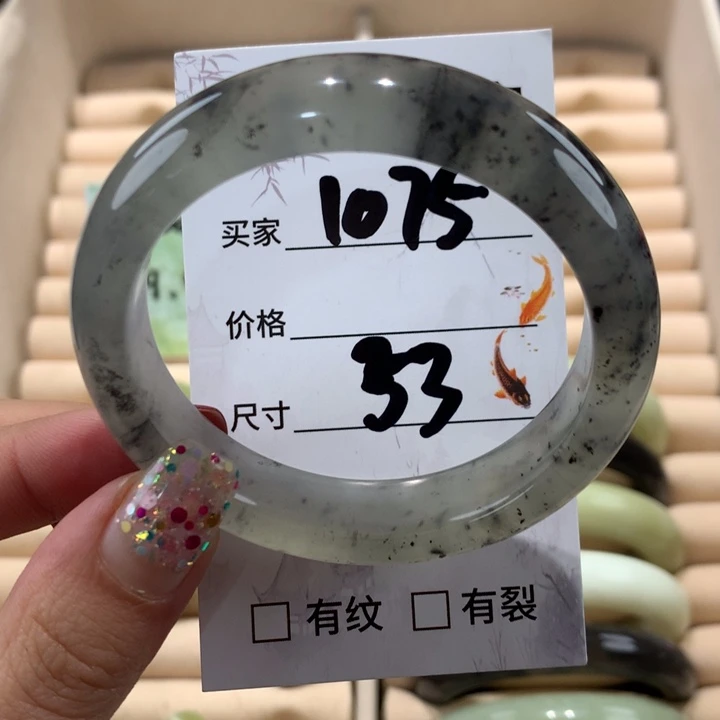 买家 1075
价格
尺寸 53
□ 有纹 □ 有裂